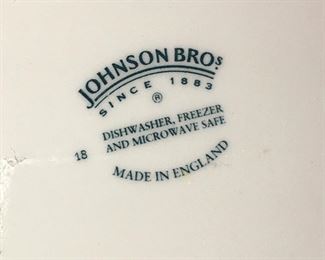 JOHNSON BROS
SINCE 1883
®
DISHWASHER, FREEZER
AND MICROWAVE SAFE
18
MADE IN ENGLAND